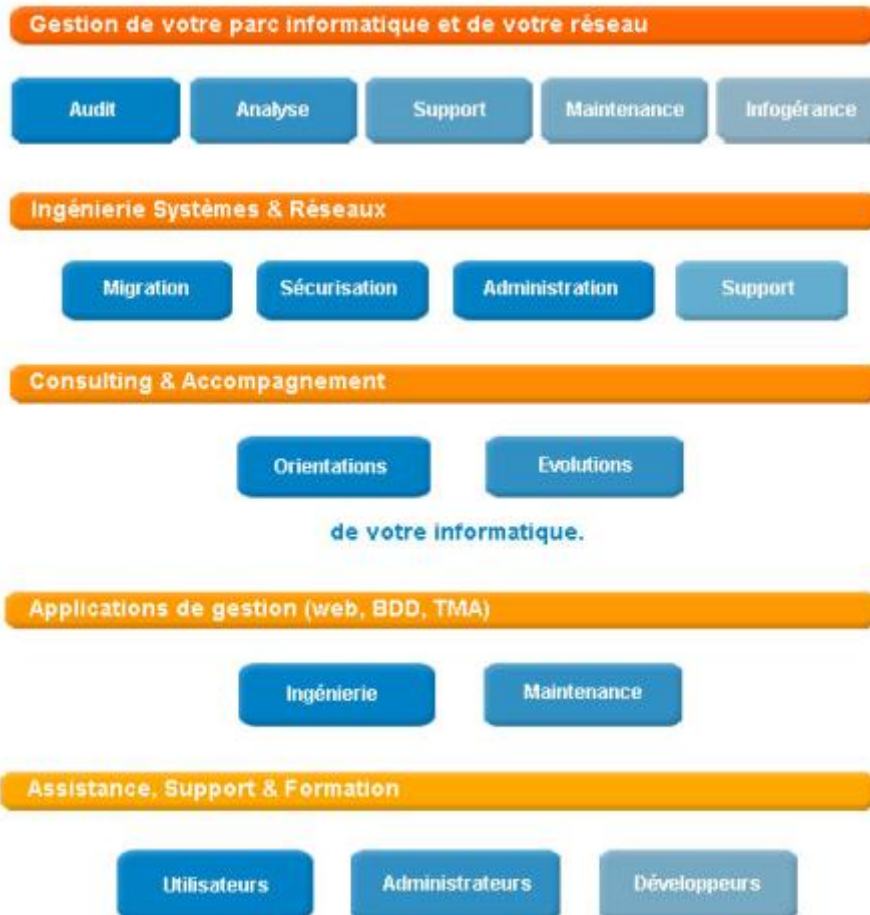 Gestion de votre parc informatique et de votre réseau
Audit Analyse Support Maintenance Infogérance
Ingénierie Systèmes & Réseaux
Migration Sécurisation Administration Support
Consulting & Accompagnement
Orientations Evolutions
de votre informatique.
Applications de gestion (web, BDD, TMA)
Ingénierie Maintenance
Assistance, Support & Formation
Utilisateurs Administrateurs Développeurs